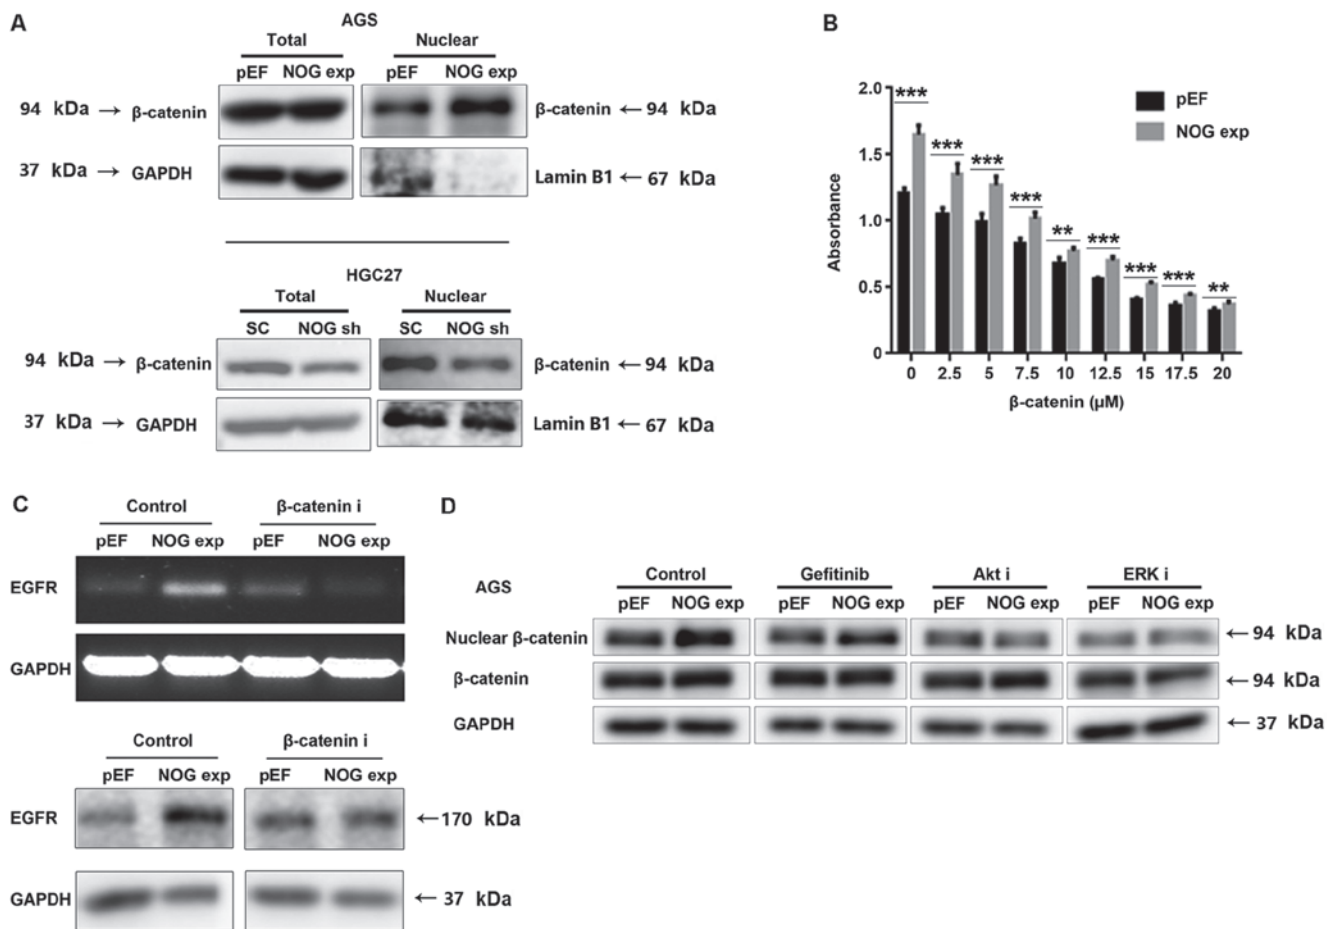 A
AGS
Total Nuclear
pEF NOG exp pEF NOG exp
94 kDa → β-catenin β-catenin ← 94 kDa
37 kDa → GAPDH Lamin B1 ← 67 kDa
HGC27
Total Nuclear
SC NOG sh SC NOG sh
94 kDa → β-catenin β-catenin ← 94 kDa
37 kDa → GAPDH Lamin B1 ← 67 kDa
B
2.0
1.5
1.0
0.5
0
Absorbance
pEF
NOG exp
*** *** *** *** ** *** *** *** **
0 2.5 5 7.5 10 12.5 15 17.5 20
β-catenin (μM)
C
Control β-catenin i
pEF NOG exp pEF NOG exp
EGFR
GAPDH
Control β-catenin i
pEF NOG exp pEF NOG exp
EGFR ← 170 kDa
GAPDH ← 37 kDa
D
AGS
Control Gefitinib Akt i ERK i
pEF NOG exp pEF NOG exp pEF NOG exp pEF NOG exp
Nuclear β-catenin ← 94 kDa
β-catenin ← 94 kDa
GAPDH ← 37 kDa